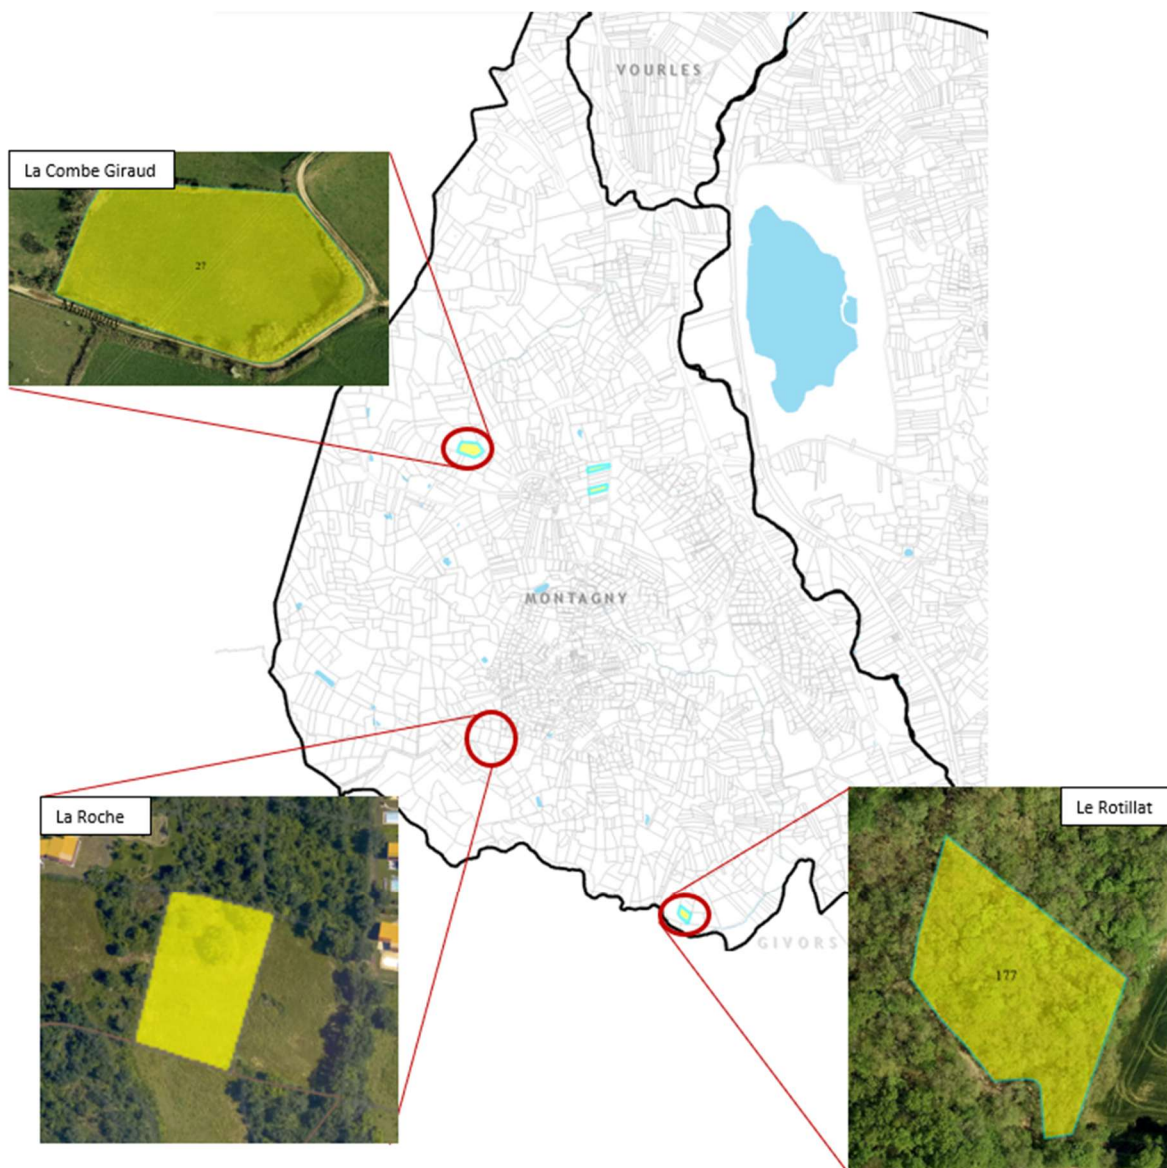 VOURLES
La Combe Giraud
27
MONTAGNY
La Roche
Le Rotillat
GIVORS
177